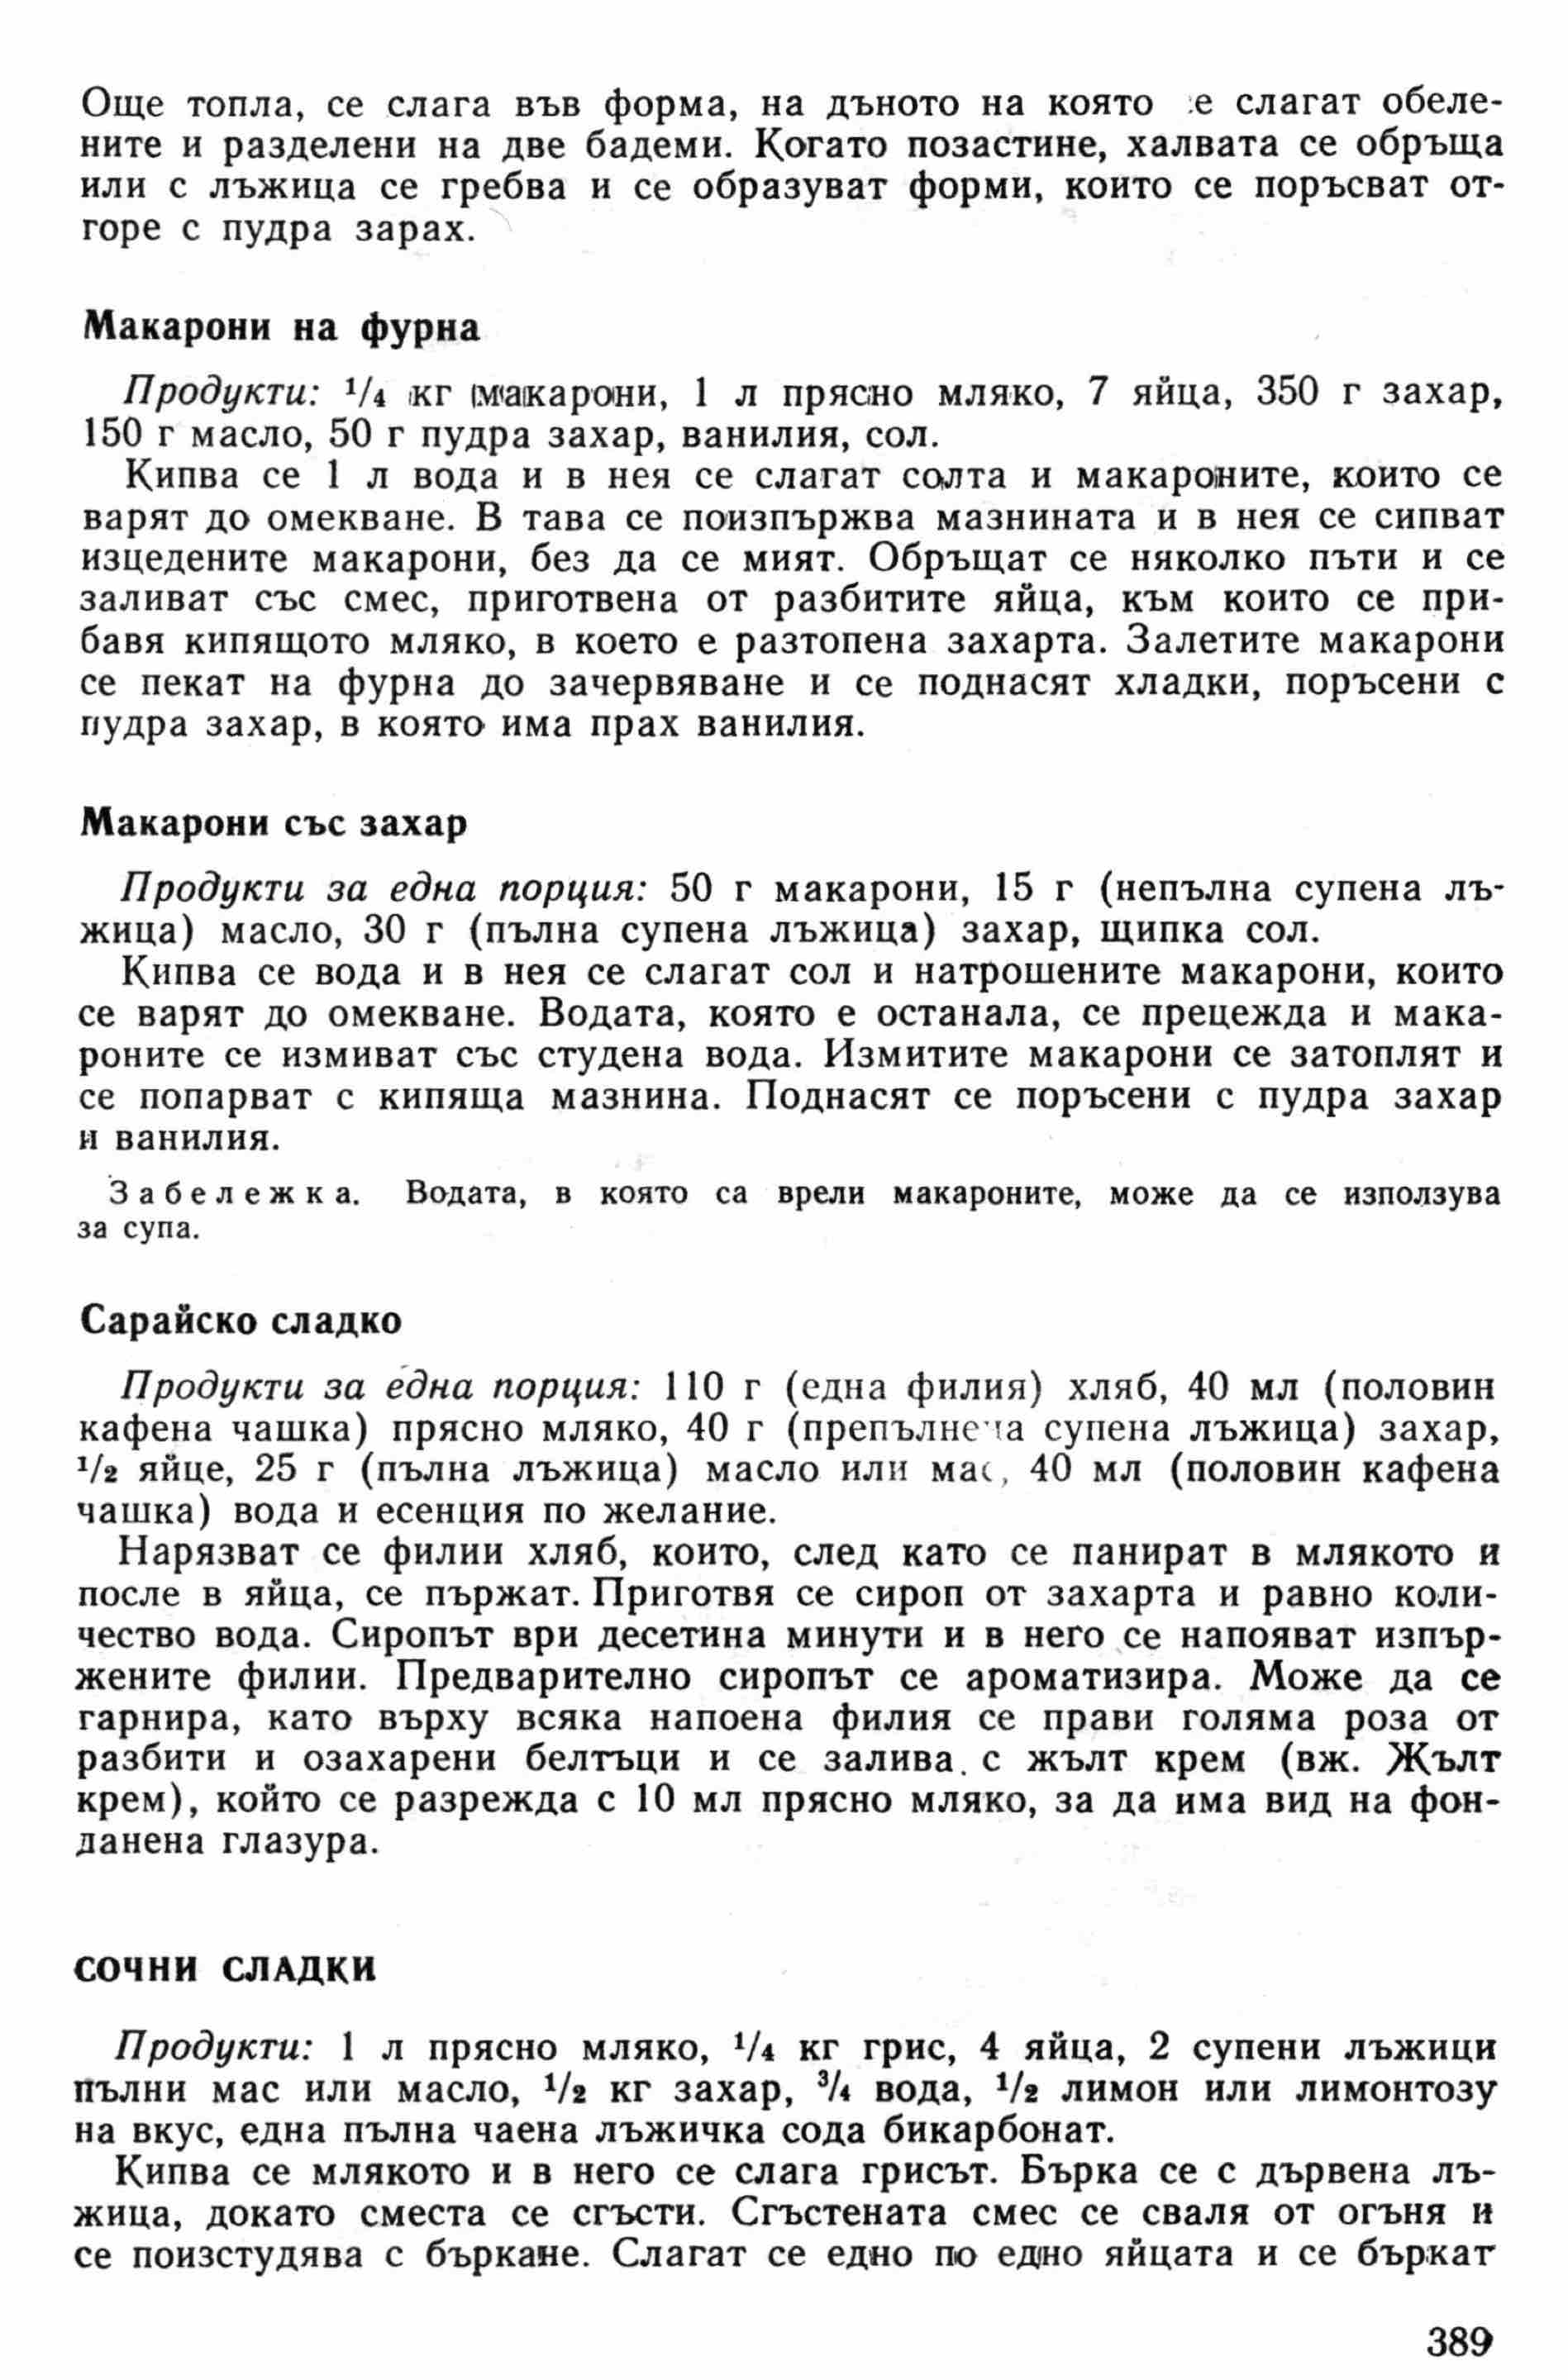 Още топла, се слага във форма, на дъното на която се слагат обеле-
ните и разделени на две бадеми. Когато позастине, халвата се обръща
или с лъжица се гребва и се образуват форми, които се поръсват от-
горе с пудра зарах.
Макарони на фурна
Продукти: 1/4 кг макарони, 1 л прясно мляко, 7 яйца, 350 г захар,
150 г масло, 50 г пудра захар, ванилия, сол.
Кипва се 1 л вода и в нея се слагат солта и макароните, които се
варят до омекване. В тава се поизпържва мазнината и в нея се сипват
изцедените макарони, без да се мият. Обръщат се няколко пъти и се
заливат със смес, приготвена от разбитите яйца, към които се при-
бавя кипящото мляко, в което е разтопена захарта. Залетите макарони
се пекат на фурна до зачервяване и се поднасят хладки, поръсени с
пудра захар, в която има прах ванилия.
Макарони със захар
Продукти за една порция: 50 г макарони, 15 г (непълна супена лъ-
жица) масло, 30 г (пълна супена лъжица) захар, щипка сол.
Кипва се вода и в нея се слагат сол и натрошените макарони, които
се варят до омекване. Водата, която е останала, се прецежда и мака-
роните се измиват със студена вода. Измитите макарони се затоплят и
се попарват с кипяща мазнина. Поднасят се поръсени с пудра захар
и ванилия.
Забележка. Водата, в която са врели макароните, може да се използува
за супа.
Сарайско сладко
Продукти за една порция: 110 г (една филия) хляб, 40 мл (половин
кафена чашка) прясно мляко, 40 г (препълнена супена лъжица) захар,
1/2 яйце, 25 г (пълна лъжица) масло или мас, 40 мл (половин кафена
чашка) вода и есенция по желание.
Нарязват се филии хляб, които, след като се панират в млякото и
после в яйца, се пържат. Приготвя се сироп от захарта и равно коли-
чество вода. Сиропът ври десетина минути и в него се напояват изпър-
жените филии. Предварително сиропът се ароматизира. Може да се
гарнира, като върху всяка напоена филия се прави голяма роза от
разбити и озахарени белтъци и се залива. с жълт крем (вж. Жълт
крем), който се разрежда с 10 мл прясно мляко, за да има вид на фон-
данена глазура.
СОЧНИ СЛАДКИ
Продукти: 1 л прясно мляко, 1/4 кг грис, 4 яйца, 2 супени лъжици
пълни мас или масло, 1/2 кг захар, 3/4 вода, 1/2 лимон или лимонтозу
на вкус, една пълна чаена лъжичка сода бикарбонат.
Кипва се млякото и в него се слага грисът. Бърка се с дървена лъ-
жица, докато сместа се сгъсти. Сгъстената смес се сваля от огъня и
се поизстудява с бъркане. Слагат се едно по едно яйцата и се бъркат
389